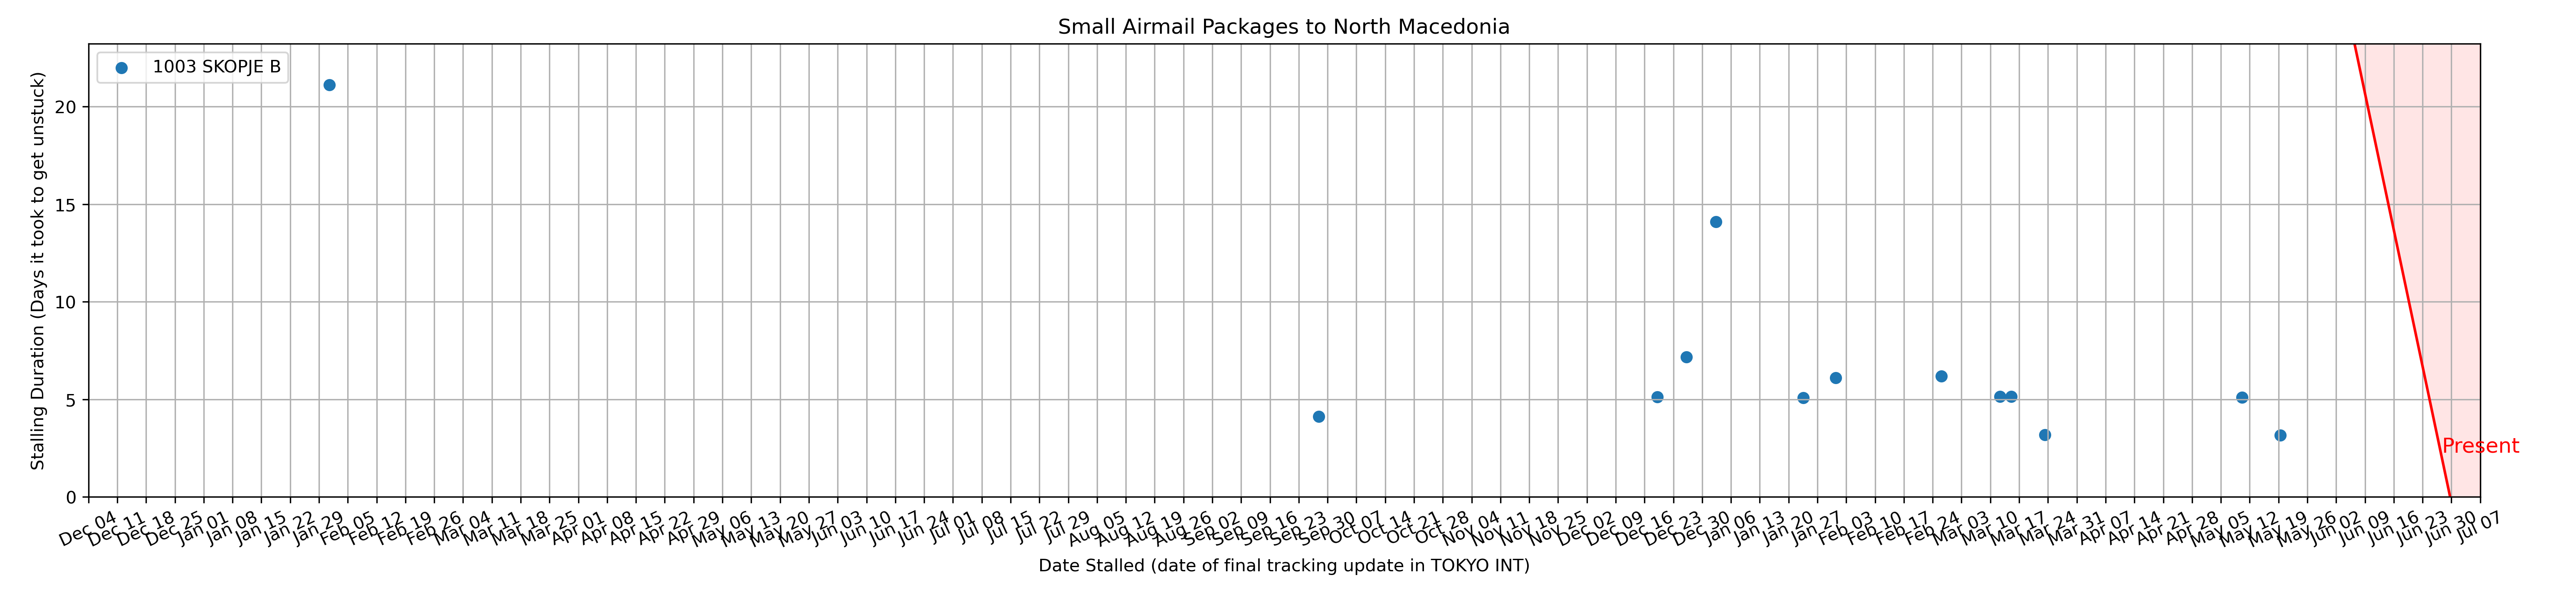 Small Airmail Packages to North Macedonia
1003 SKOPJE B
Stalling Duration (Days it took to get unstuck)
20
15
10
5
0
Present
Dec 04 Dec 11 Dec 18 Dec 25 Jan 01 Jan 08 Jan 15 Jan 22 Jan 29 Feb 05 Feb 12 Feb 19 Feb 26 Mar 04 Mar 11 Mar 18 Mar 25 Apr 01 Apr 08 Apr 15 Apr 22 Apr 29 May 06 May 13 May 20 May 27 Jun 03 Jun 10 Jun 17 Jun 24 Jul 01 Jul 08 Jul 15 Jul 22 Jul 29 Aug 05 Aug 12 Aug 19 Aug 26 Sep 02 Sep 09 Sep 16 Sep 23 Sep 30 Oct 07 Oct 14 Oct 21 Oct 28 Nov 04 Nov 11 Nov 18 Nov 25 Dec 02 Dec 09 Dec 16 Dec 23 Dec 30 Jan 06 Jan 13 Jan 20 Jan 27 Feb 03 Feb 10 Feb 17 Feb 24 Mar 03 Mar 10 Mar 17 Mar 24 Mar 31 Apr 07 Apr 14 Apr 21 Apr 28 May 05 May 12 May 19 May 26 Jun 02 Jun 09 Jun 16 Jun 23 Jun 30 Jul 07
Date Stalled (date of final tracking update in TOKYO INT)